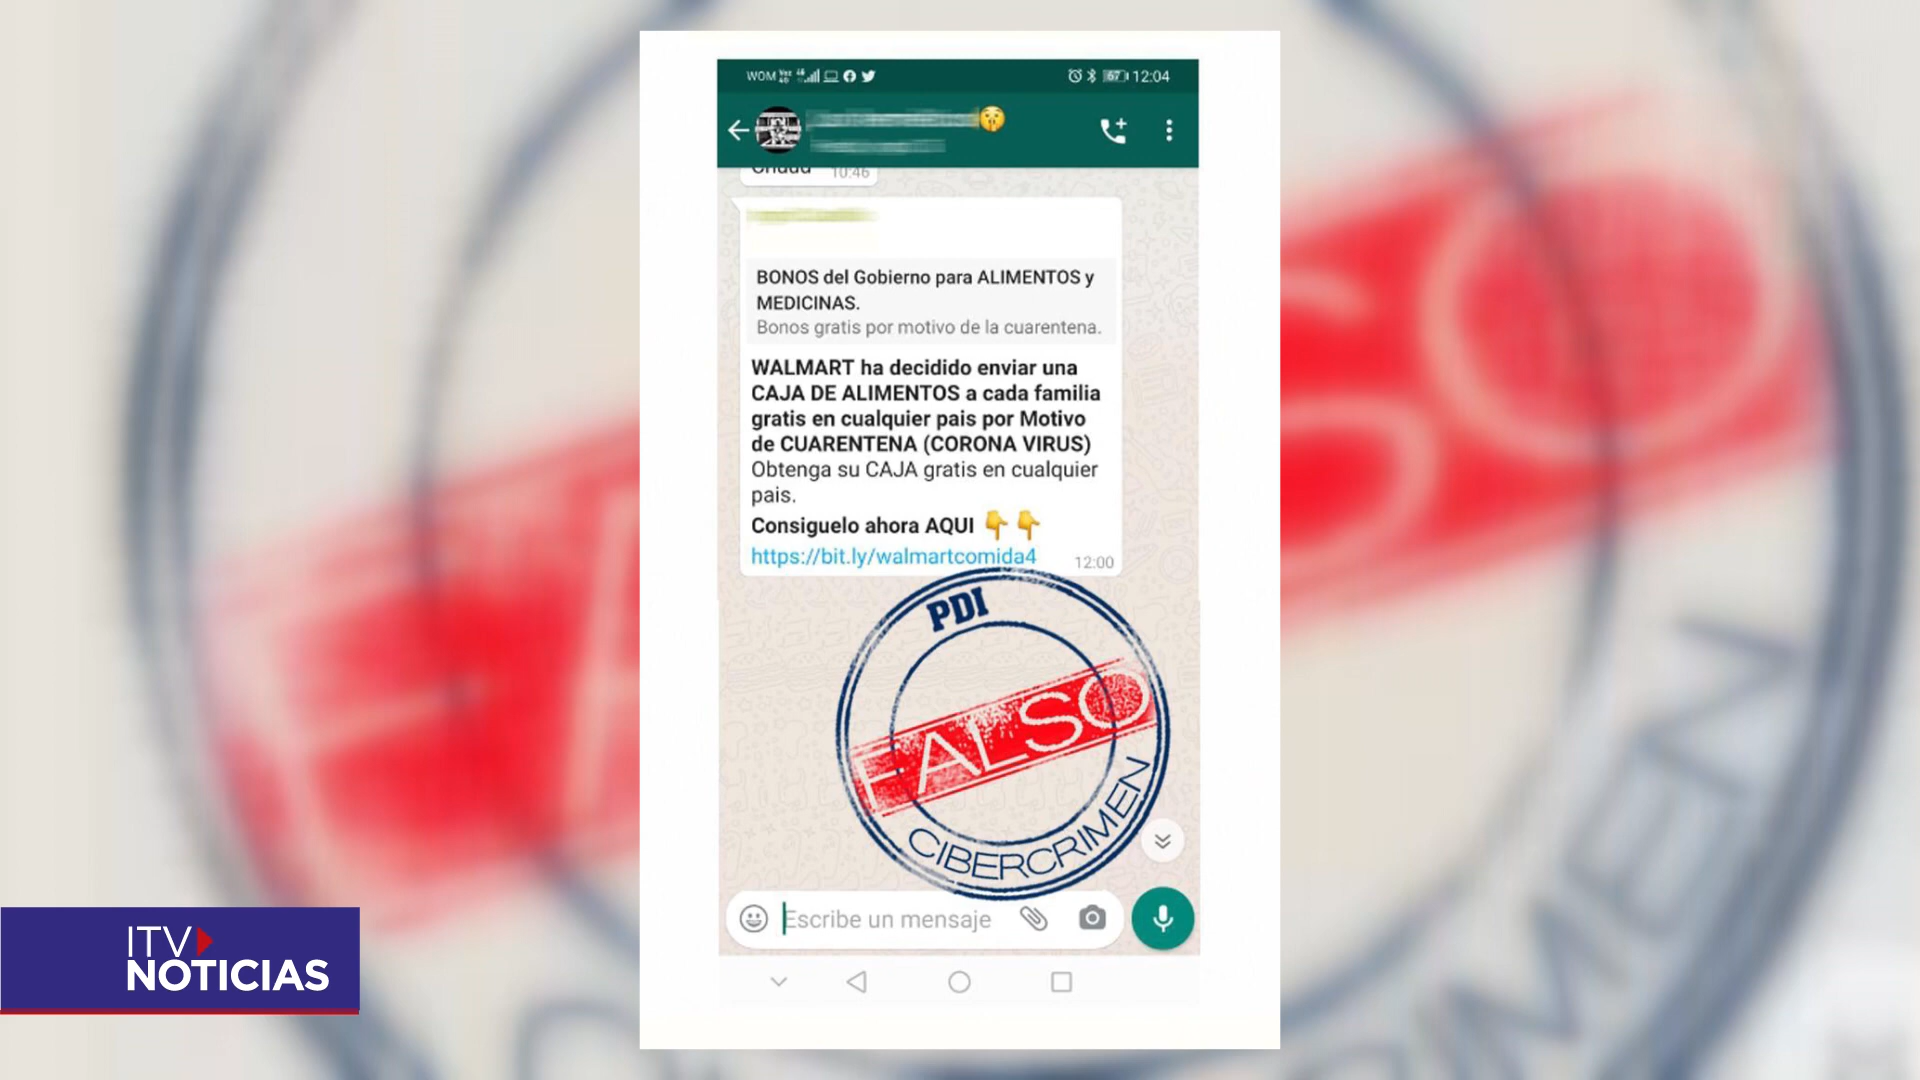 WOM 67 12:04
10:46
BONOS del Gobierno para ALIMENTOS y
MEDICINAS.
Bonos gratis por motivo de la cuarentena.
WALMART ha decidido enviar una
CAJA DE ALIMENTOS a cada familia
gratis en cualquier pais por Motivo
de CUARENTENA (CORONA VIRUS)
Obtenga su CAJA gratis en cualquier
pais.
Consiguelo ahora AQUI 👇👇
https://bit.ly/walmartcomida4 12:00
PDI
FALSO
CIBERCRIMEN
Escribe un mensaje
ITV
NOTICIAS